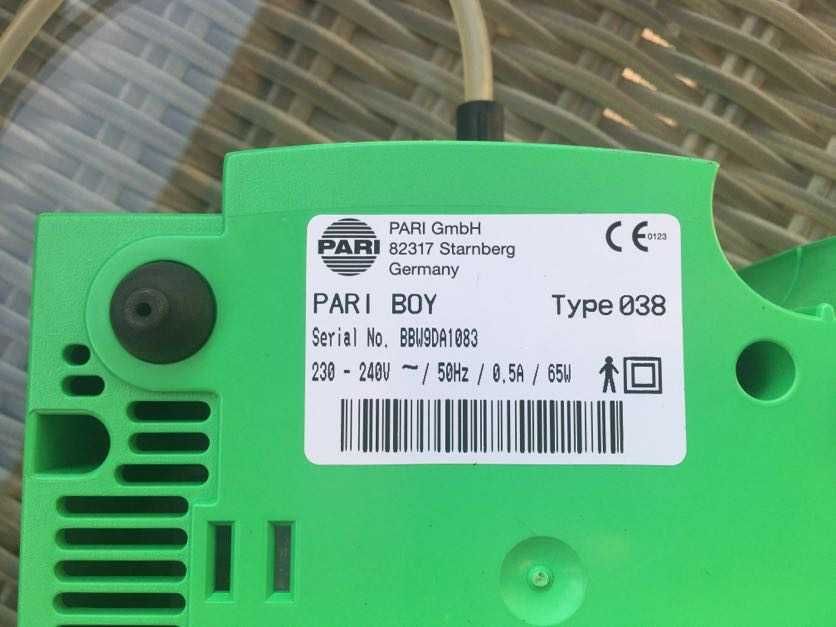 PARI
PARI GmbH
82317 Starnberg
Germany
CE 0123
PARI BOY Type 038
Serial No. BBW9DA1083
230 - 240V ~ / 50Hz / 0.5A / 65W